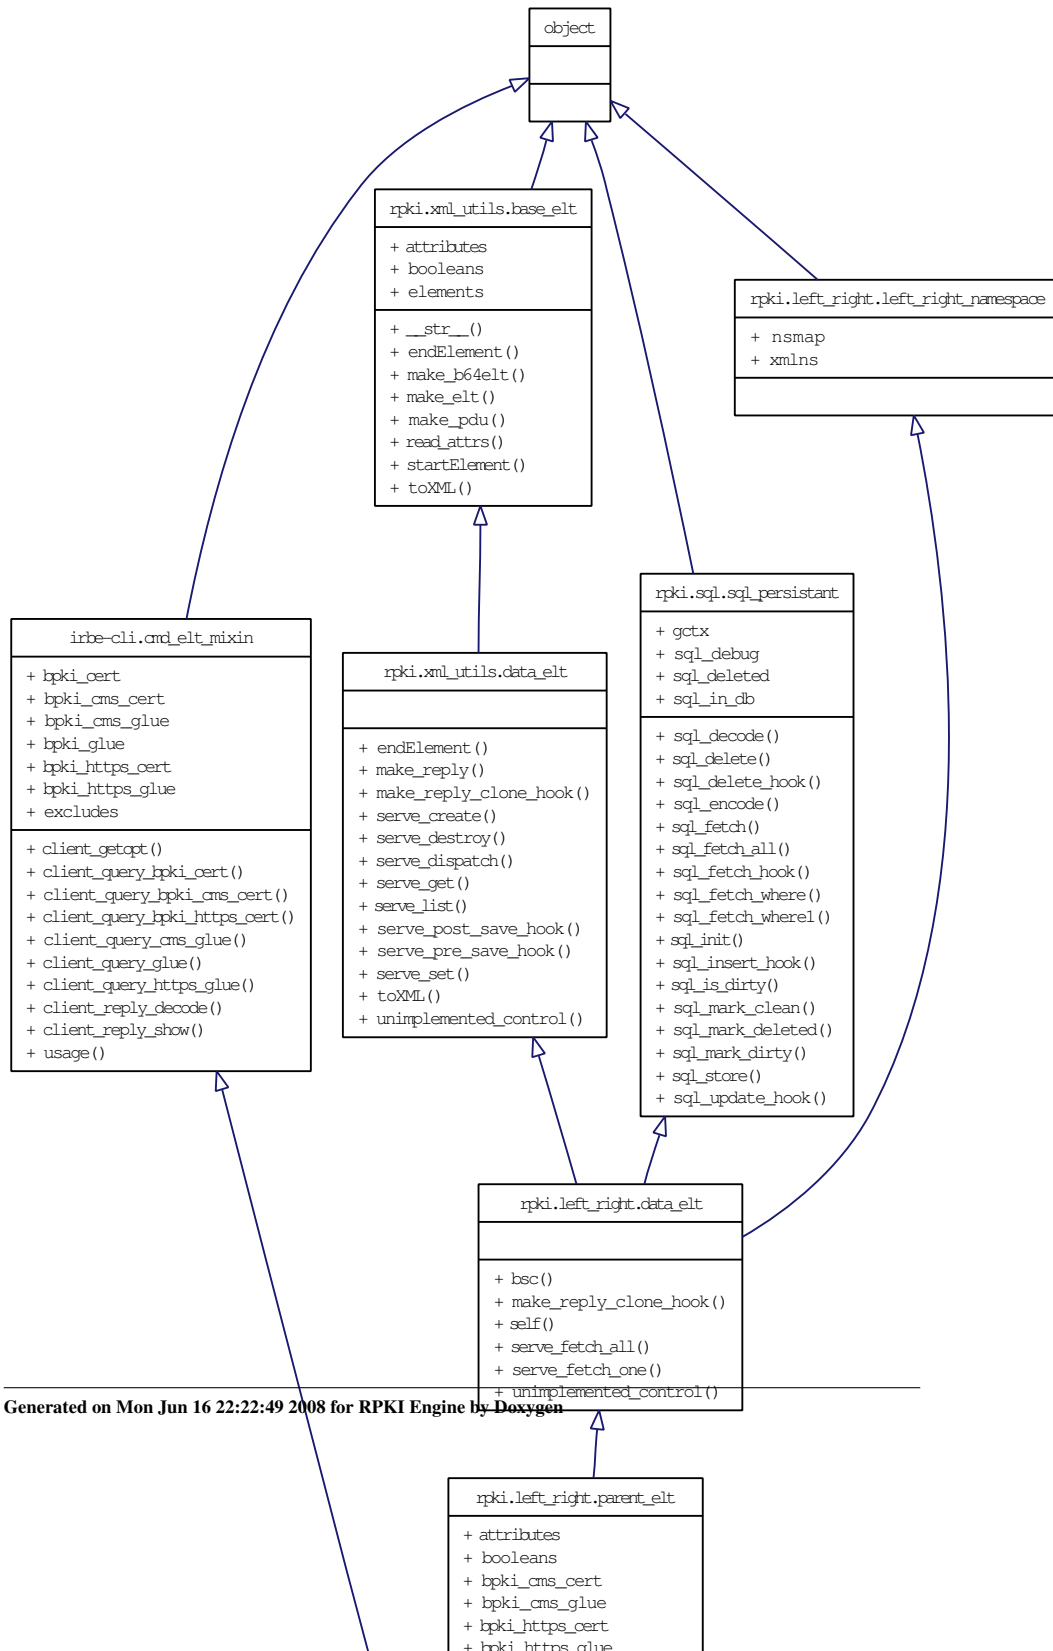 object
rpki.xml_utils.base_elt
+ attributes
+ booleans
+ elements
+ __str__()
+ endElement()
+ make_b64elt()
+ make_elt()
+ make_pdu()
+ read_attrs()
+ startElement()
+ toXML()
rpki.left_right.left_right_namespace
+ nsmap
+ xmlns
irbe-cli.cmd_elt_mixin
+ bpki_cert
+ bpki_cms_cert
+ bpki_cms_glue
+ bpki_glue
+ bpki_https_cert
+ bpki_https_glue
+ excludes
+ client_getopt()
+ client_query_bpki_cert()
+ client_query_bpki_cms_cert()
+ client_query_bpki_https_cert()
+ client_query_cms_glue()
+ client_query_glue()
+ client_query_https_glue()
+ client_reply_decode()
+ client_reply_show()
+ usage()
rpki.xml_utils.data_elt
+ endElement()
+ make_reply()
+ make_reply_clone_hook()
+ serve_create()
+ serve_destroy()
+ serve_dispatch()
+ serve_get()
+ serve_list()
+ serve_post_save_hook()
+ serve_pre_save_hook()
+ serve_set()
+ toXML()
+ unimplemented_control()
rpki.sql.sql_persistant
+ gctx
+ sql_debug
+ sql_deleted
+ sql_in_db
+ sql_decode()
+ sql_delete()
+ sql_delete_hook()
+ sql_encode()
+ sql_fetch()
+ sql_fetch_all()
+ sql_fetch_hook()
+ sql_fetch_where()
+ sql_fetch_where1()
+ sql_init()
+ sql_insert_hook()
+ sql_is_dirty()
+ sql_mark_clean()
+ sql_mark_deleted()
+ sql_mark_dirty()
+ sql_store()
+ sql_update_hook()
rpki.left_right.data_elt
+ bsc()
+ make_reply_clone_hook()
+ self()
+ serve_fetch_all()
+ serve_fetch_one()
+ unimplemented_control()
Generated on Mon Jun 16 22:22:49 2008 for RPKI Engine by Doxygen
rpki.left_right.parent_elt
+ attributes
+ booleans
+ bpki_cms_cert
+ bpki_cms_glue
+ bpki_https_cert
+ bpki_https_glue